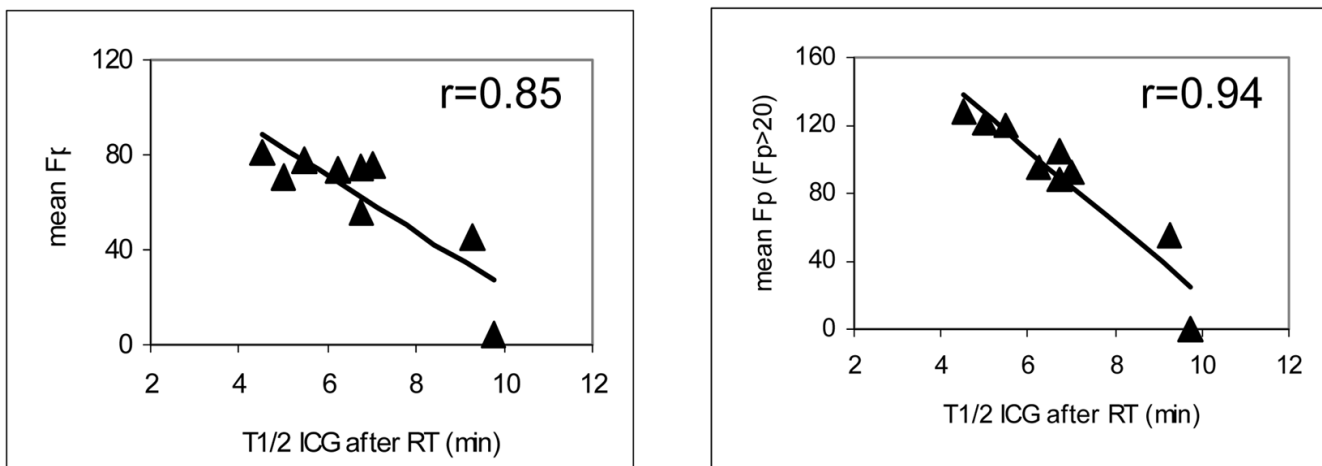 120
80
40
0
mean Fp
r=0.85
2 4 6 8 10 12
T1/2 ICG after RT (min)
160
120
80
40
0
mean Fp (Fp>20)
r=0.94
2 4 6 8 10 12
T1/2 ICG after RT (min)